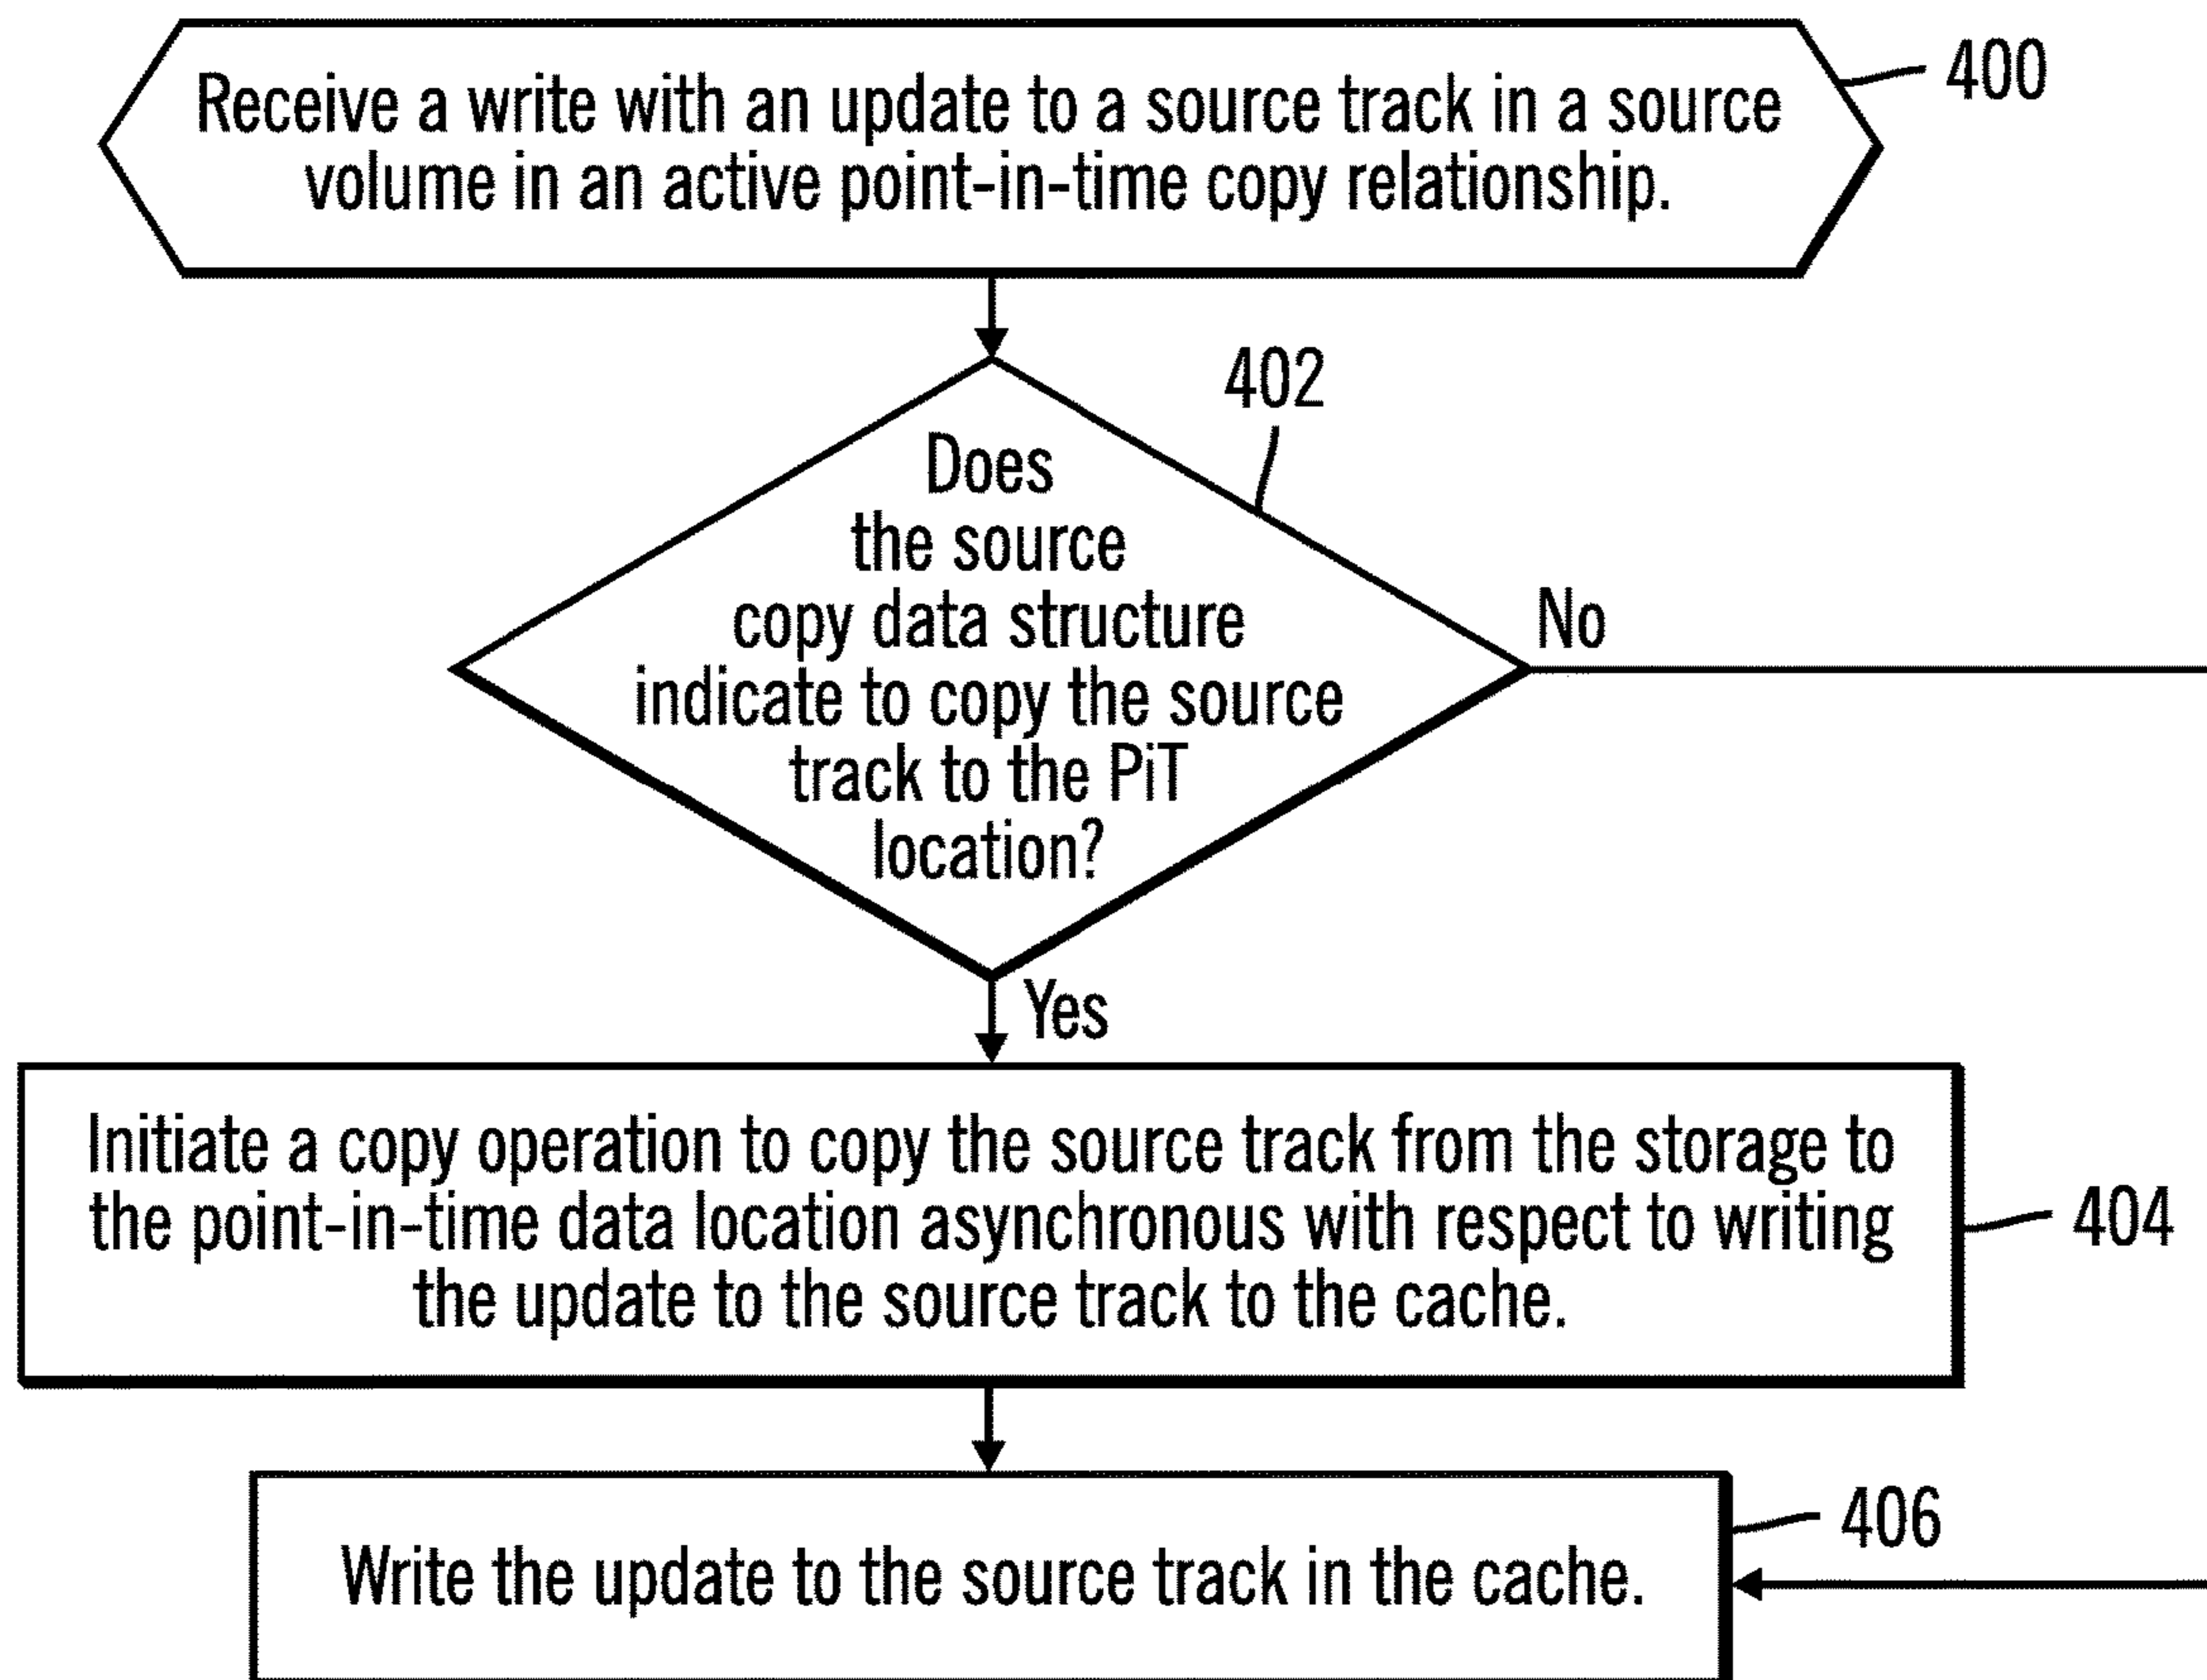 Receive a write with an update to a source track in a source
volume in an active point-in-time copy relationship.
400
402
Does
the source
copy data structure
indicate to copy the source
track to the PiT
location?
No
Yes
Initiate a copy operation to copy the source track from the storage to
the point-in-time data location asynchronous with respect to writing
the update to the source track to the cache.
404
406
Write the update to the source track in the cache.